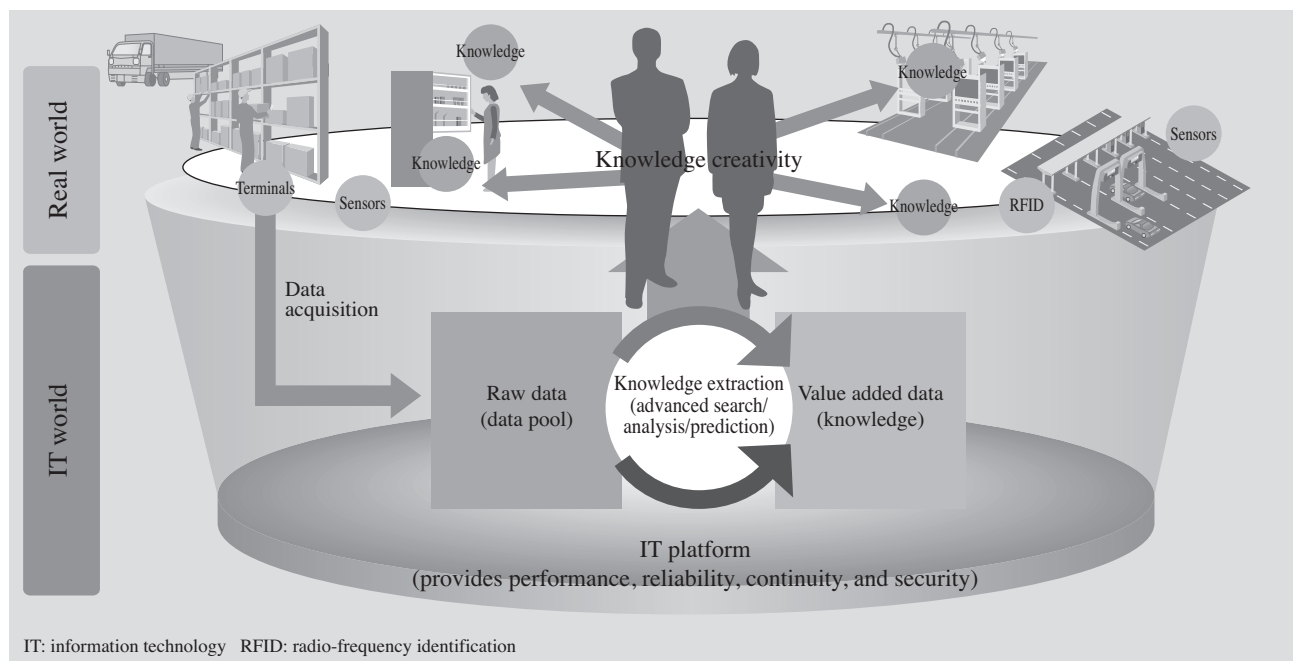 Real world
IT world
Knowledge
Knowledge
Sensors
Knowledge creativity
Knowledge
Terminals
Sensors
Knowledge
RFID
Data
acquisition
Raw data
(data pool)
Knowledge extraction
(advanced search/
analysis/prediction)
Value added data
(knowledge)
IT platform
(provides performance, reliability, continuity, and security)
IT: information technology   RFID: radio-frequency identification